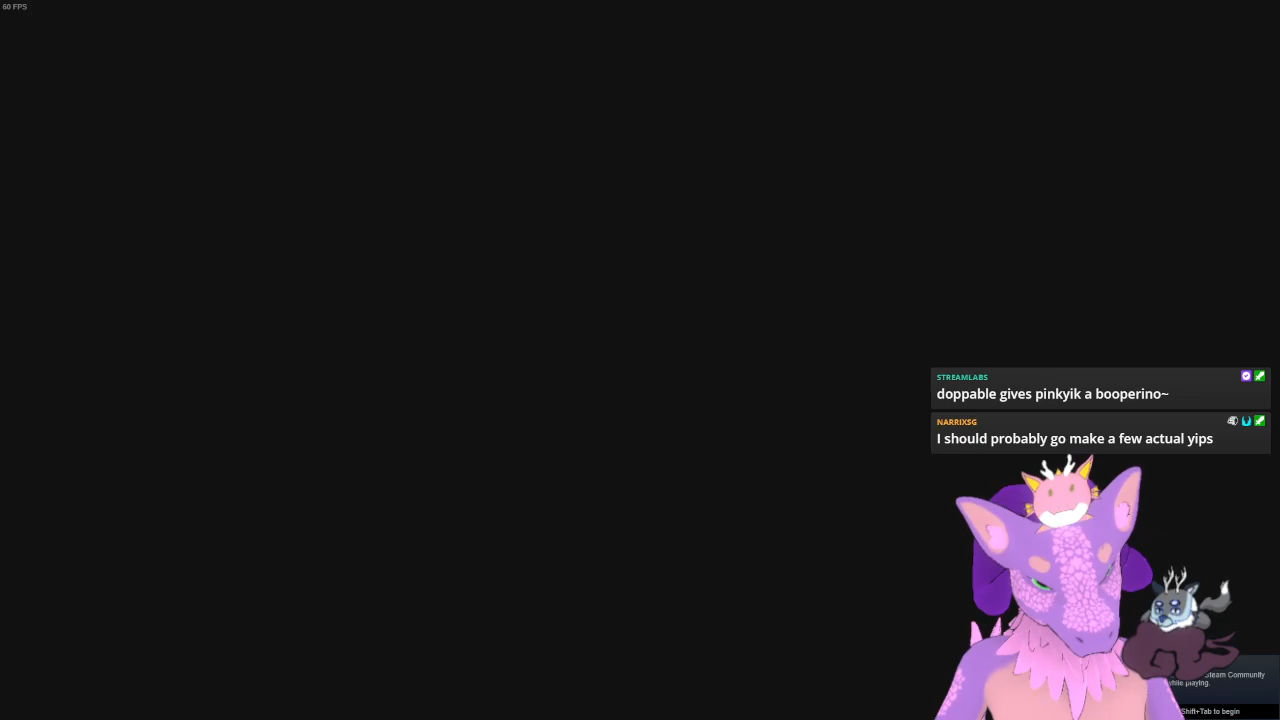 60 FPS
STREAMLABS
doppable gives pinkyik a booperino~
NARRIXSG
I should probably go make a few actual yips
Steam Community
while playing.
Shift+Tab to begin